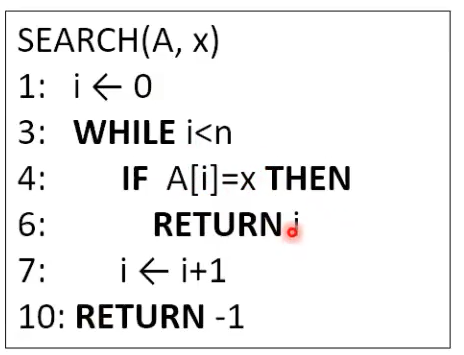 SEARCH(A, x)
1: i ← 0
3: WHILE i<n
4: IF A[i]=x THEN
6: RETURN i
7: i ← i+1
10: RETURN -1